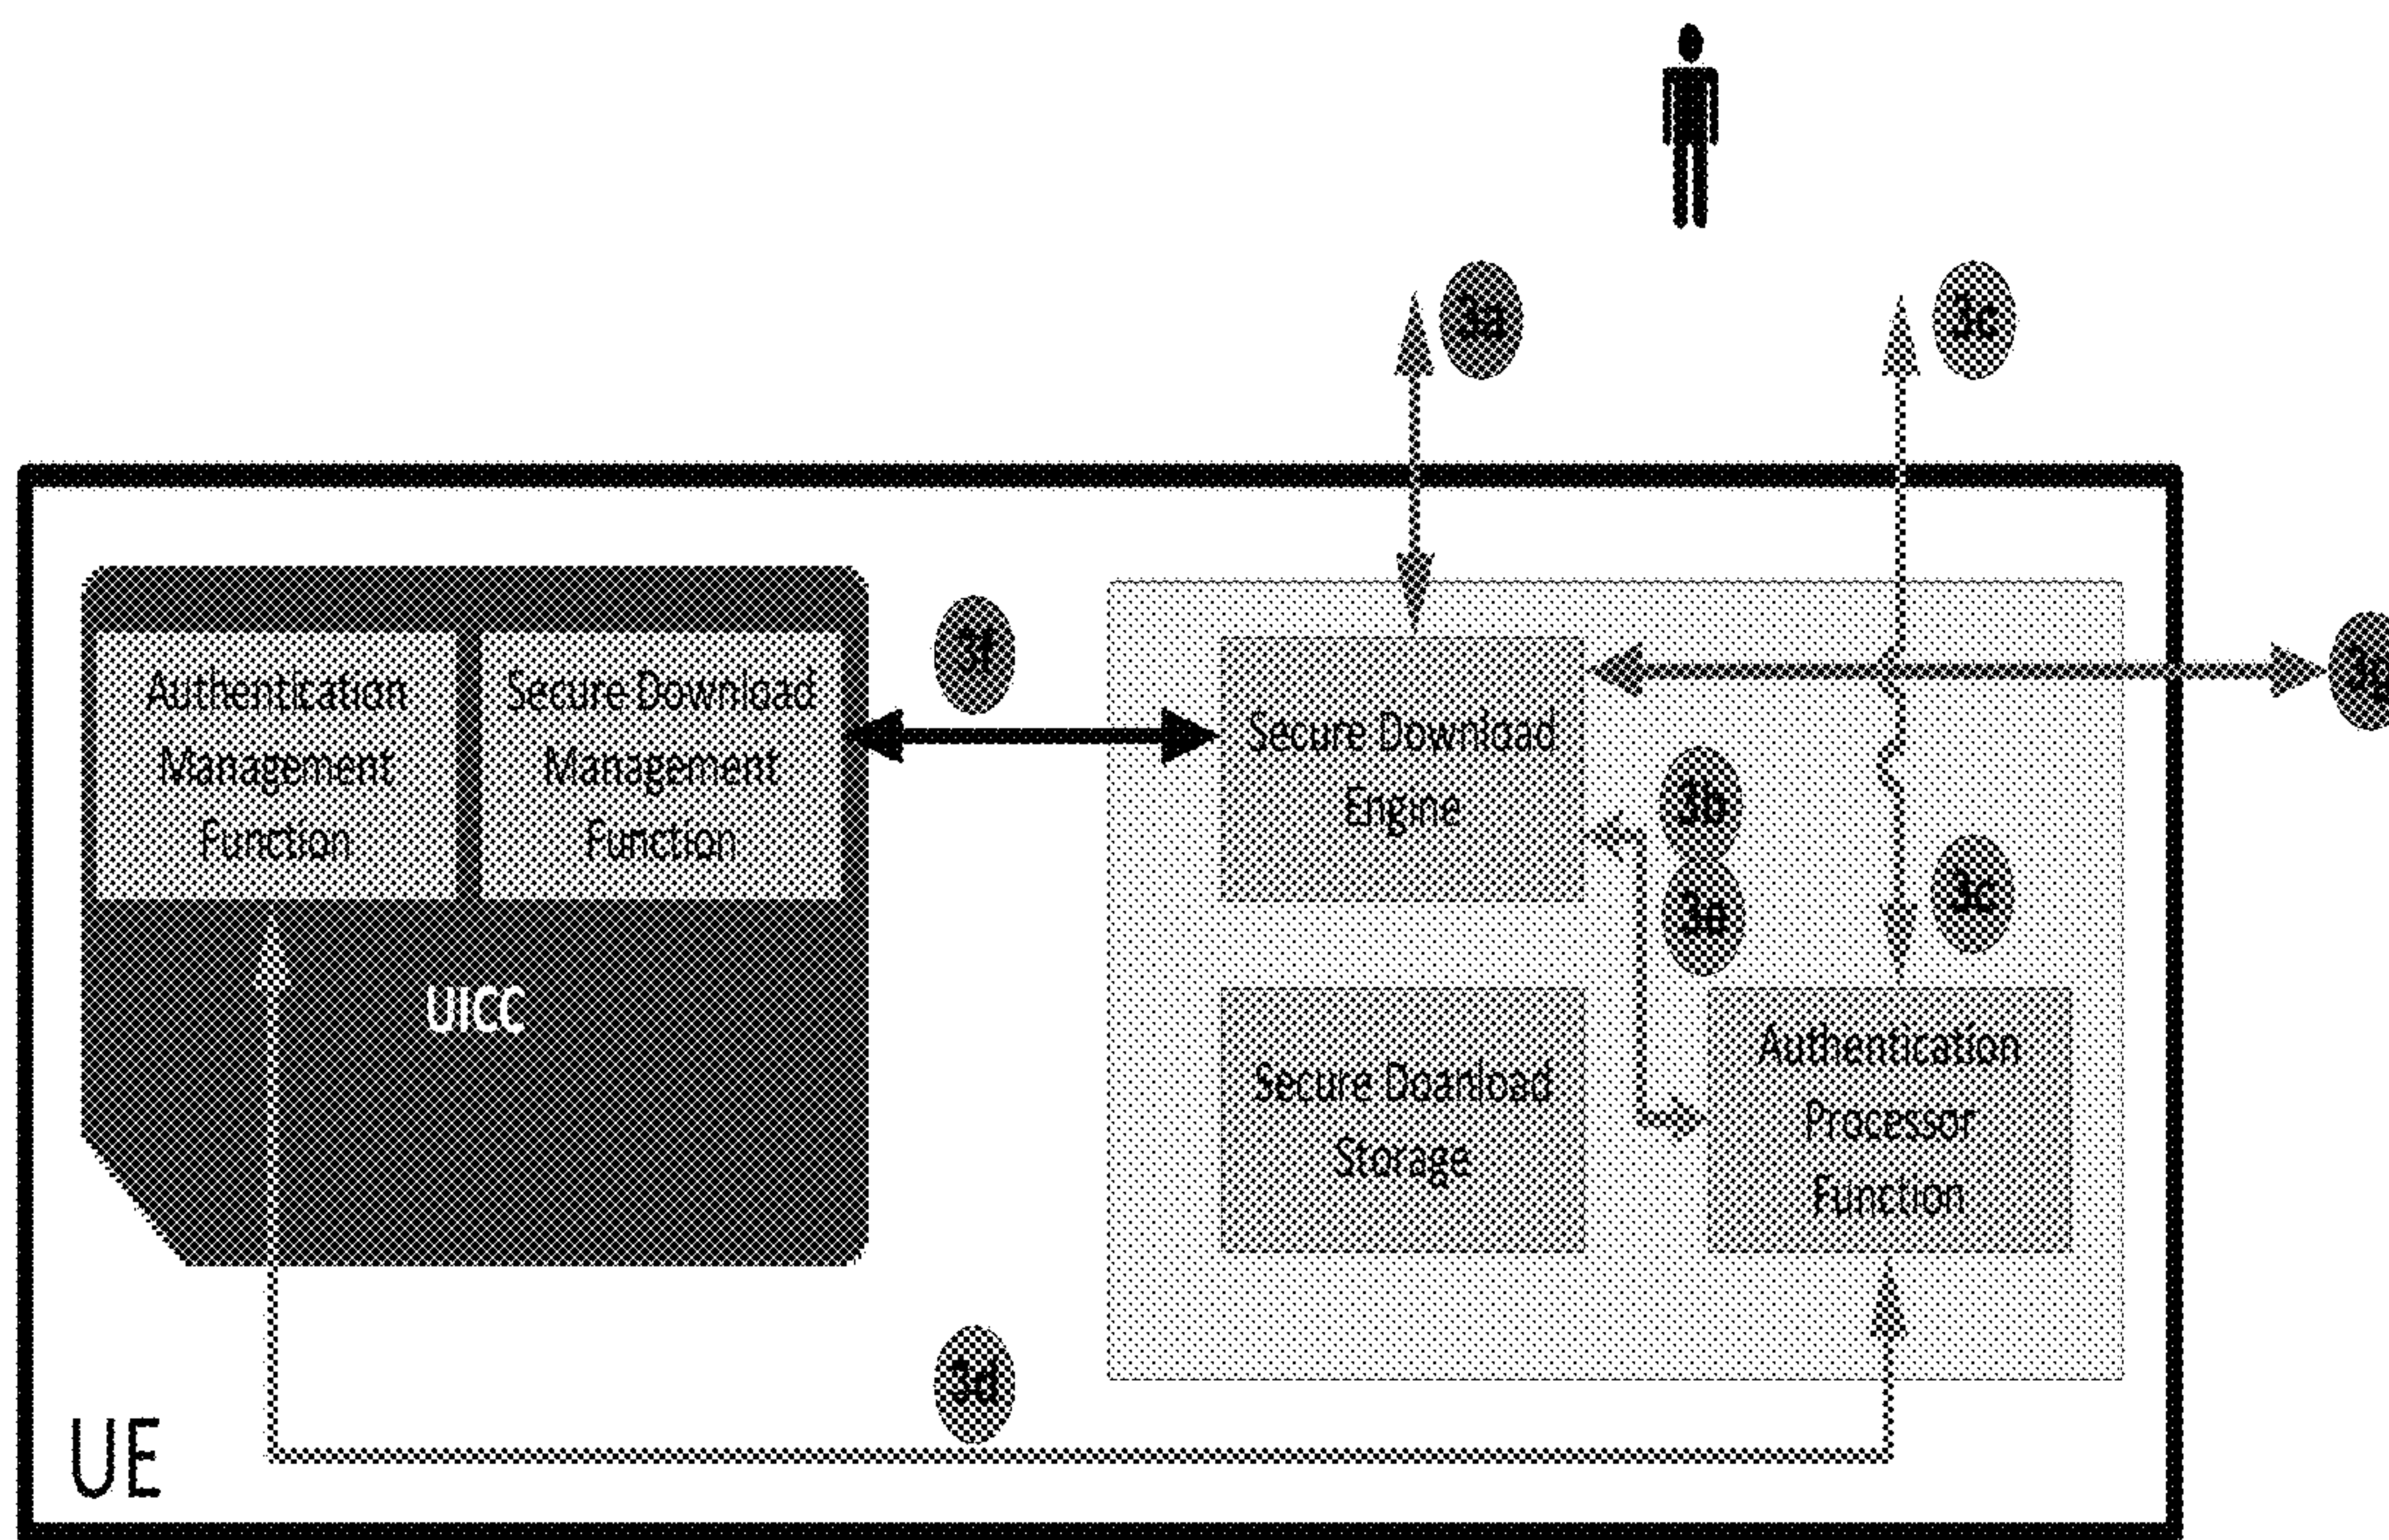 3a
3c
3f
3g
Authentication
Management
Function
Secure Download
Management
Function
Secure Download
Engine
3b
3c
UICC
Secure Doanload
Storage
Authentication
Processor
Function
3d
UE